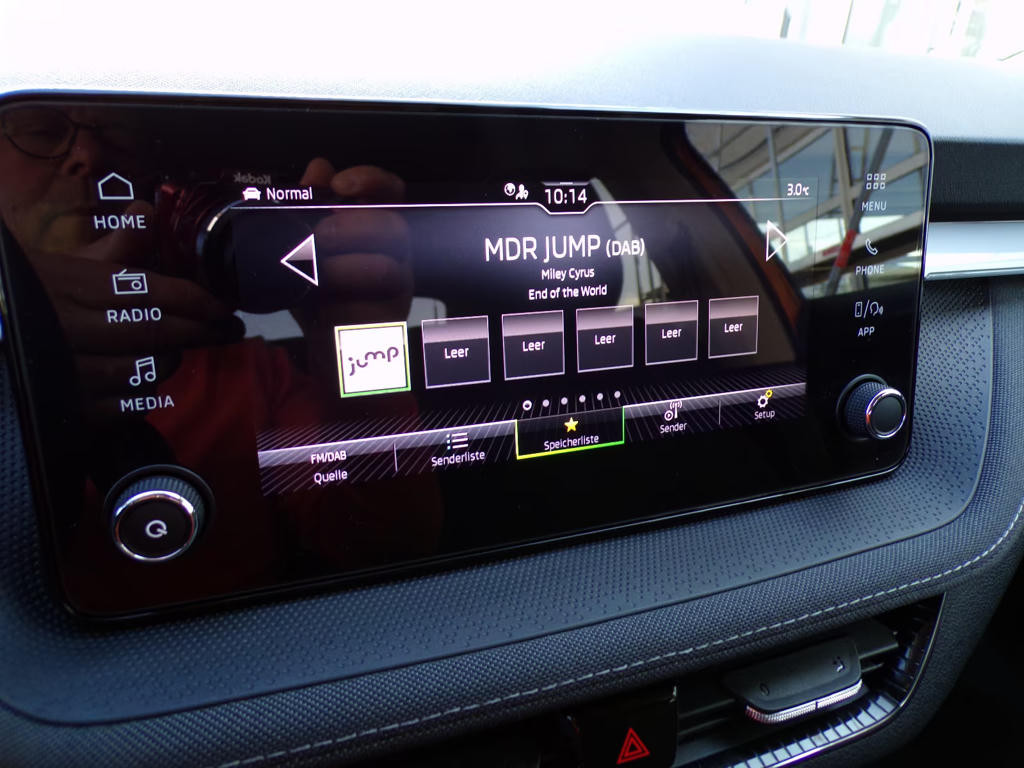 Kodak
Normal
10:14
3.0°C
HOME
RADIO
MEDIA
MENU
PHONE
APP
MDR JUMP (DAB)
Miley Cyrus
End of the World
jump
Leer
Leer
Leer
Leer
Leer
FM/DAB
Quelle
Senderliste
Speicherliste
Sender
Setup